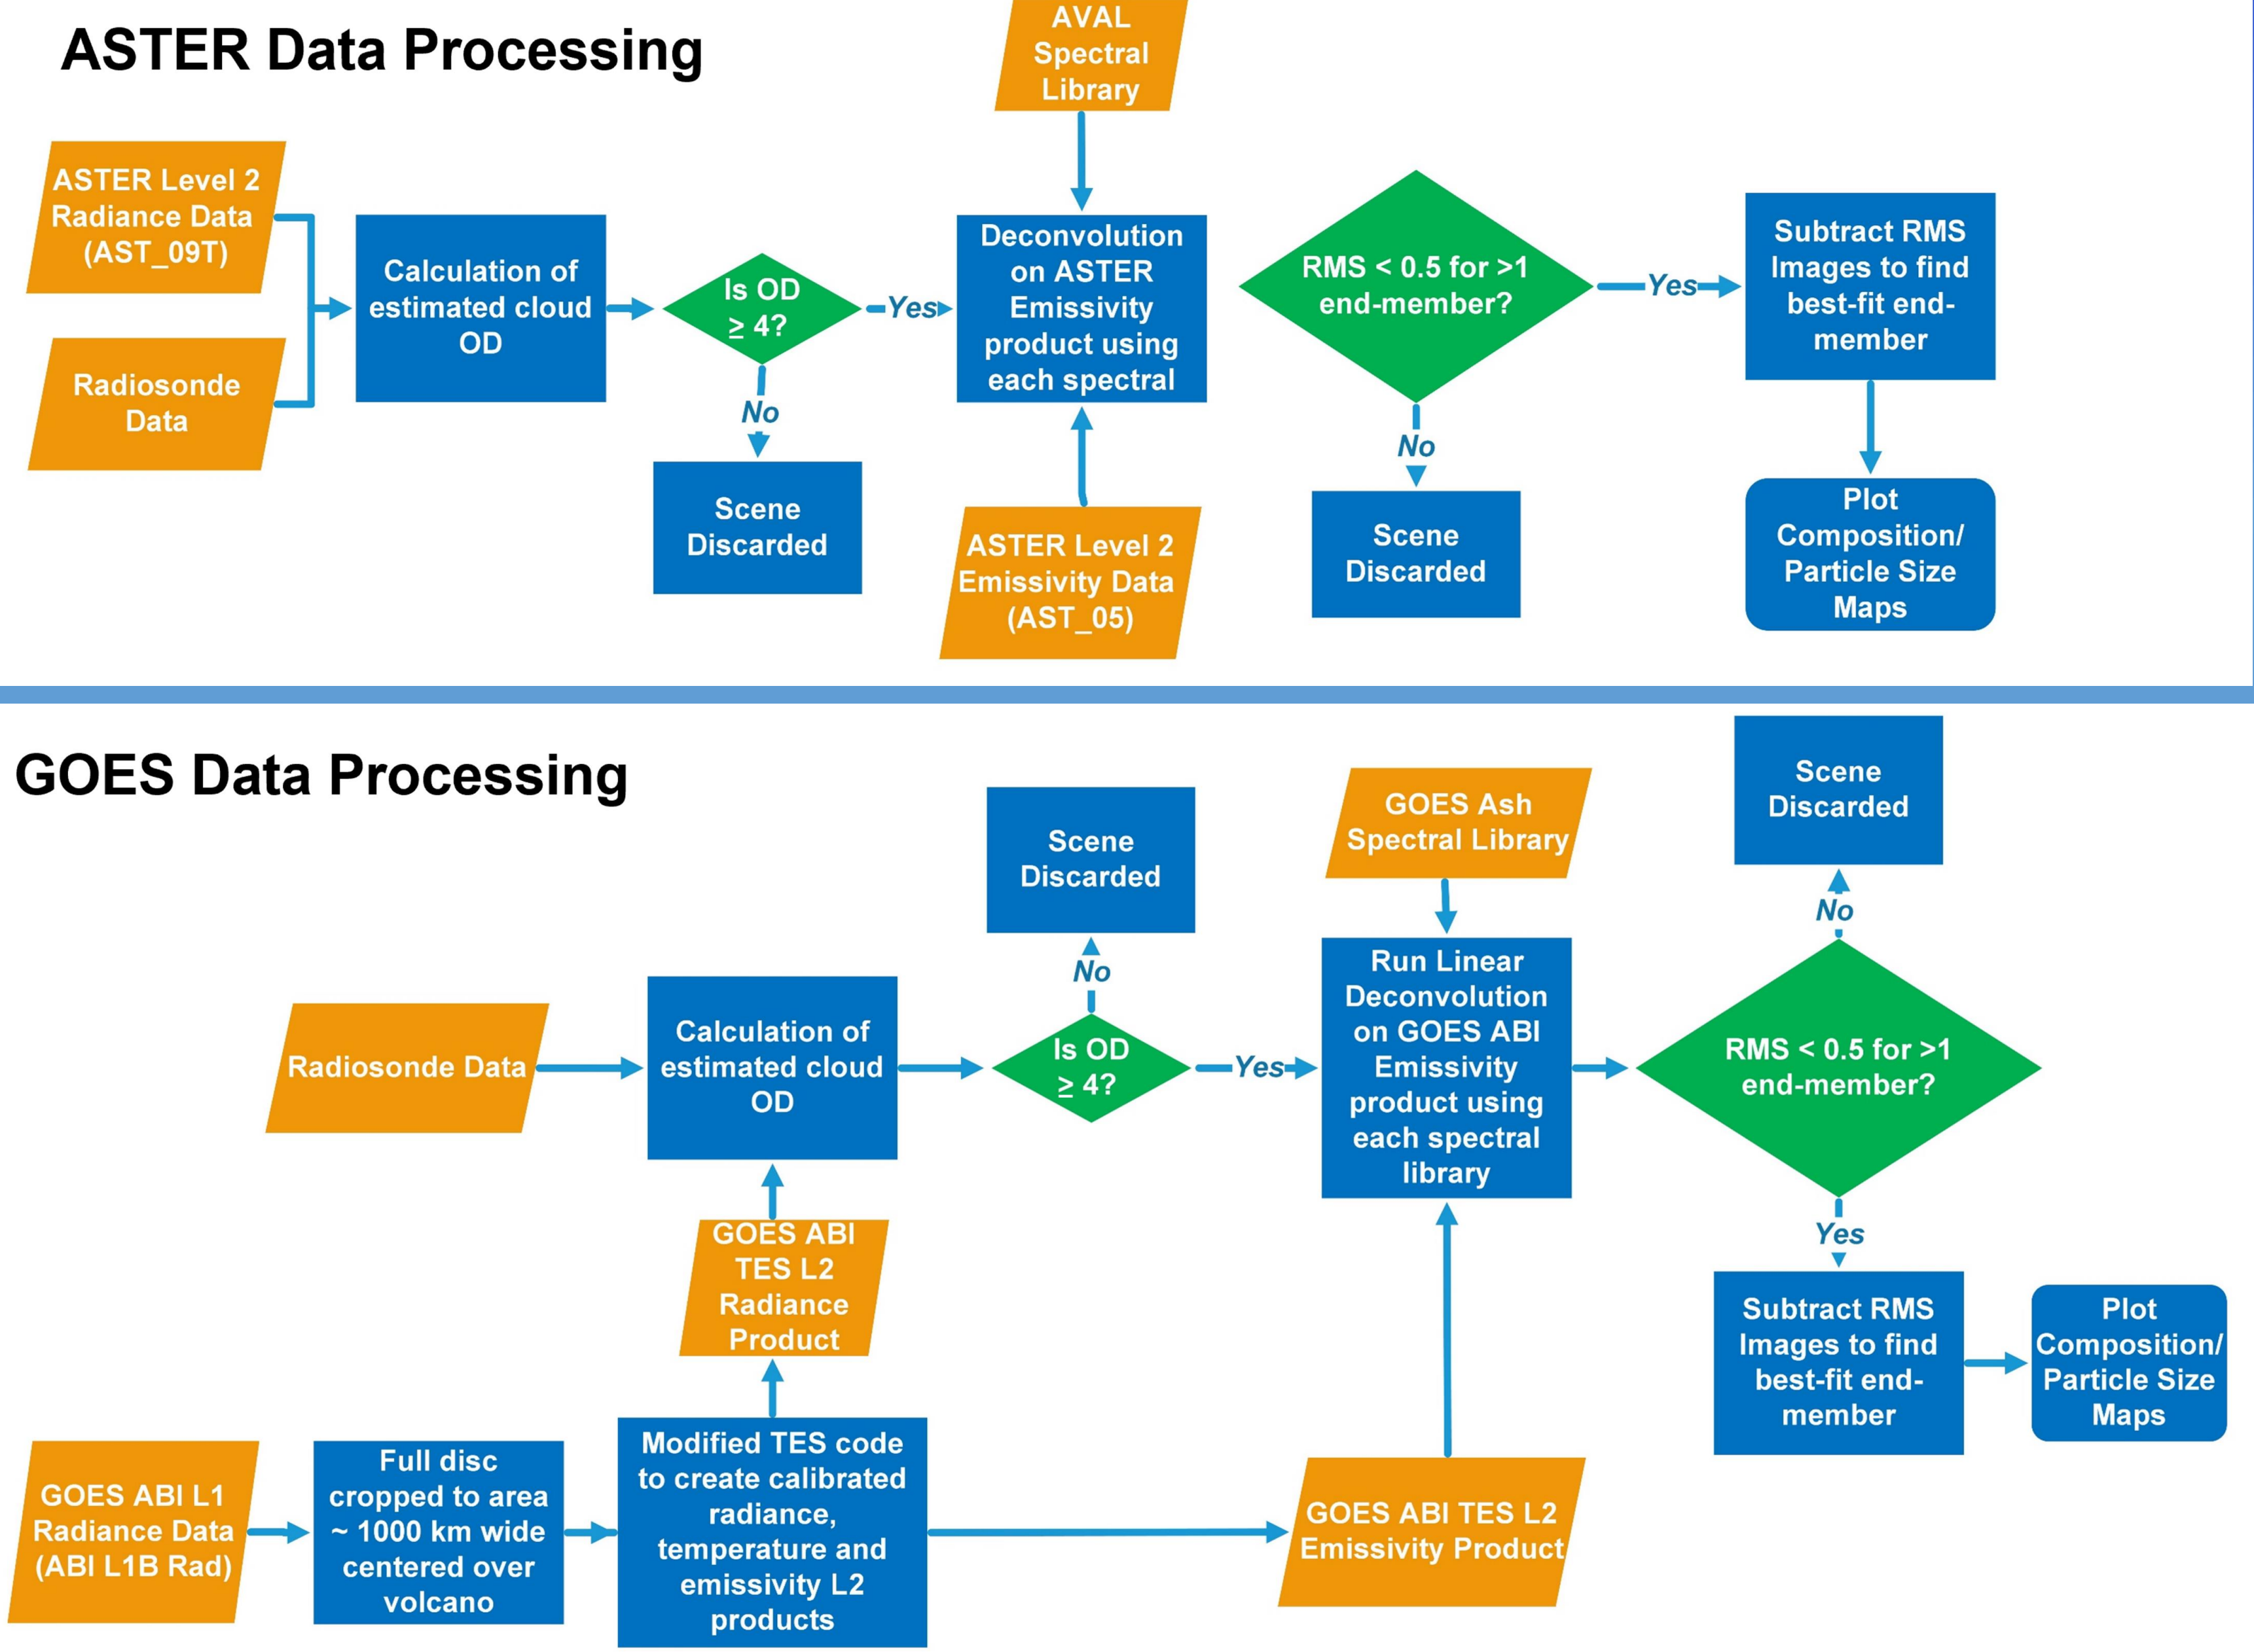 ASTER Data Processing
AVAL
Spectral
Library
ASTER Level 2
Radiance Data
(AST_09T)
Radiosonde
Data
Calculation of
estimated cloud
OD
Is OD
≥ 4?
Yes
No
Scene
Discarded
Deconvolution
on ASTER
Emissivity
product using
each spectral
ASTER Level 2
Emissivity Data
(AST_05)
RMS < 0.5 for >1
end-member?
Yes
No
Scene
Discarded
Subtract RMS
Images to find
best-fit end-
member
Plot
Composition/
Particle Size
Maps
GOES Data Processing
GOES ABI L1
Radiance Data
(ABI L1B Rad)
Full disc
cropped to area
~ 1000 km wide
centered over
volcano
Modified TES code
to create calibrated
radiance,
temperature and
emissivity L2
products
GOES ABI
TES L2
Radiance
Product
Radiosonde Data
Calculation of
estimated cloud
OD
Is OD
≥ 4?
No
Scene
Discarded
Yes
GOES Ash
Spectral Library
Run Linear
Deconvolution
on GOES ABI
Emissivity
product using
each spectral
library
GOES ABI TES L2
Emissivity Product
RMS < 0.5 for >1
end-member?
No
Scene
Discarded
Yes
Subtract RMS
Images to find
best-fit end-
member
Plot
Composition/
Particle Size
Maps